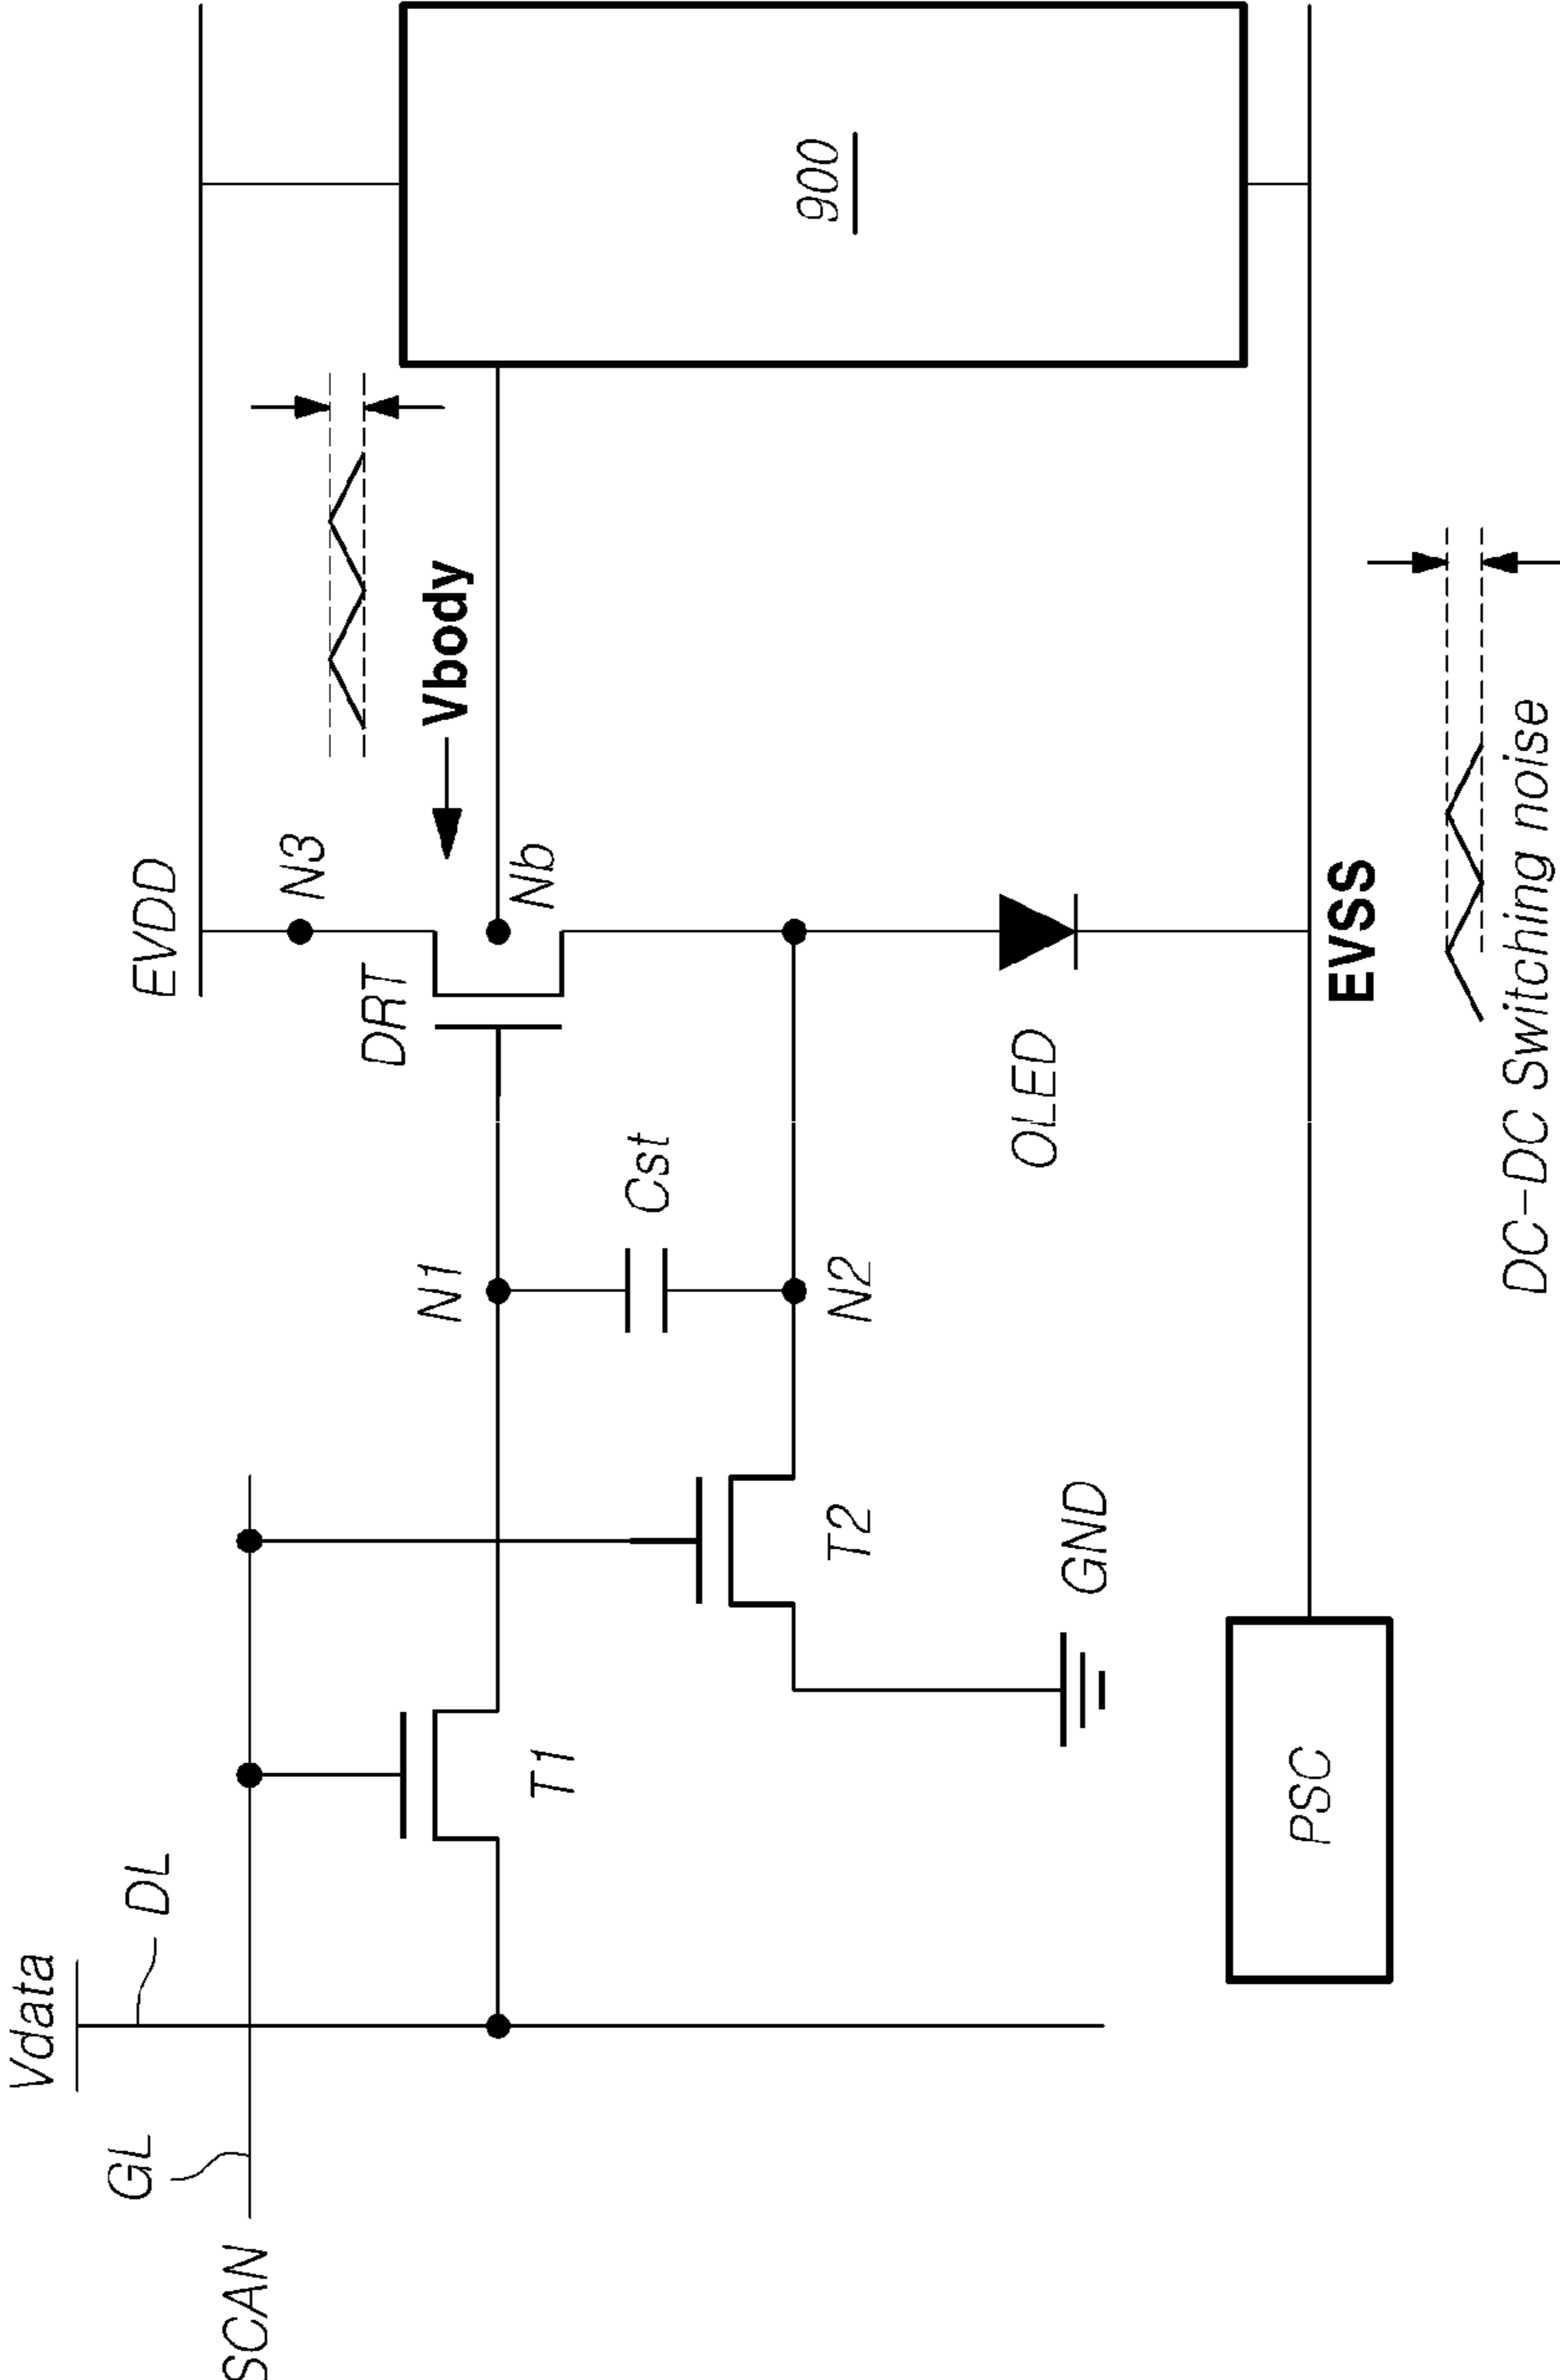 Vdata
EVDD
DL
GL
SCAN
N3
DRT
Vbody
N1
Nb
T1
Cst
900
T2
N2
GND
OLED
PSC
EVSS
DC-DC Switching noise